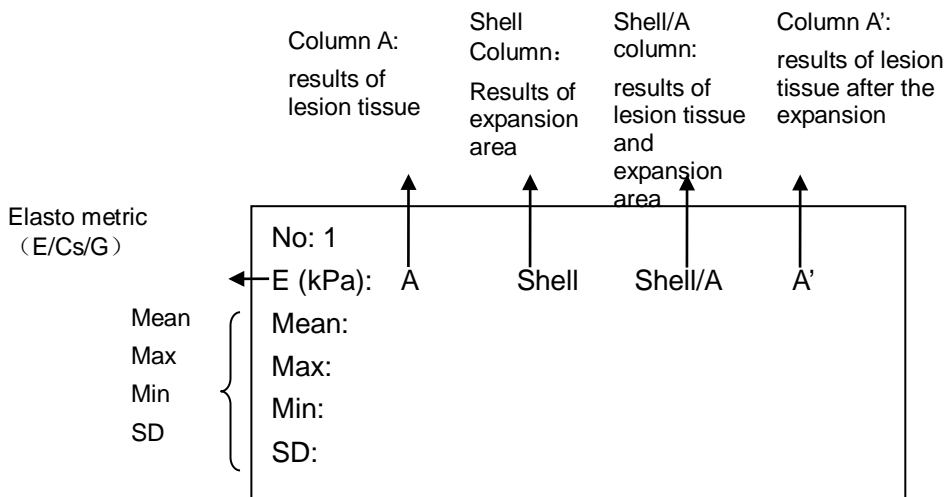 Column A:
results of
lesion tissue
Shell
Column：
Results of
expansion
area
Shell/A
column:
results of
lesion tissue
and
expansion
area
Column A’:
results of lesion
tissue after the
expansion
Elasto metric
（E/Cs/G）
Mean
Max
Min
SD
No: 1
E (kPa): A Shell Shell/A A’
Mean:
Max:
Min:
SD: